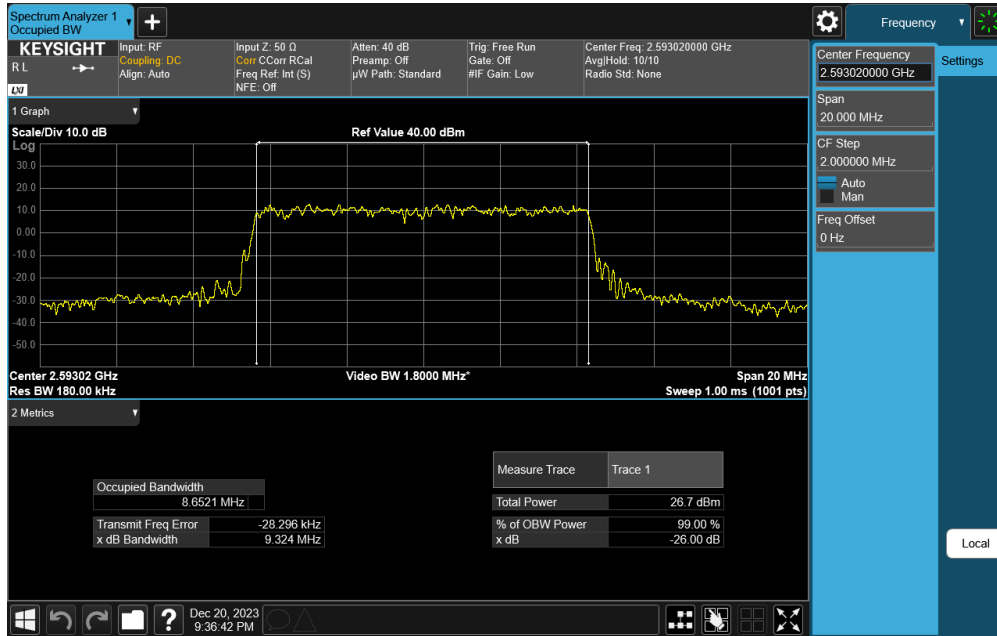 Spectrum Analyzer 1
Occupied BW
Frequency
KEYSIGHT
RL
LXI
Input: RF
Coupling: DC
Align: Auto
Input Z: 50 Ω
Corr CCorr RCal
Freq Ref: Int (S)
NFE: Off
Atten: 40 dB
Preamp: Off
µW Path: Standard
Trig: Free Run
Gate: Off
#IF Gain: Low
Center Freq: 2.593020000 GHz
Avg|Hold: 10/10
Radio Std: None
Center Frequency
2.593020000 GHz
Settings
Span
20.000 MHz
CF Step
2.000000 MHz
Auto
Man
Freq Offset
0 Hz
Local
1 Graph
Scale/Div 10.0 dB
Ref Value 40.00 dBm
Log
30.0
20.0
10.0
0.00
-10.0
-20.0
-30.0
-40.0
-50.0
Center 2.59302 GHz
Video BW 1.8000 MHz*
Span 20 MHz
Res BW 180.00 kHz
Sweep 1.00 ms (1001 pts)
2 Metrics
Measure Trace
Trace 1
Occupied Bandwidth
8.6521 MHz
Total Power
26.7 dBm
Transmit Freq Error
-28.296 kHz
% of OBW Power
99.00 %
x dB Bandwidth
9.324 MHz
x dB
-26.00 dB
?
Dec 20, 2023
9:36:42 PM